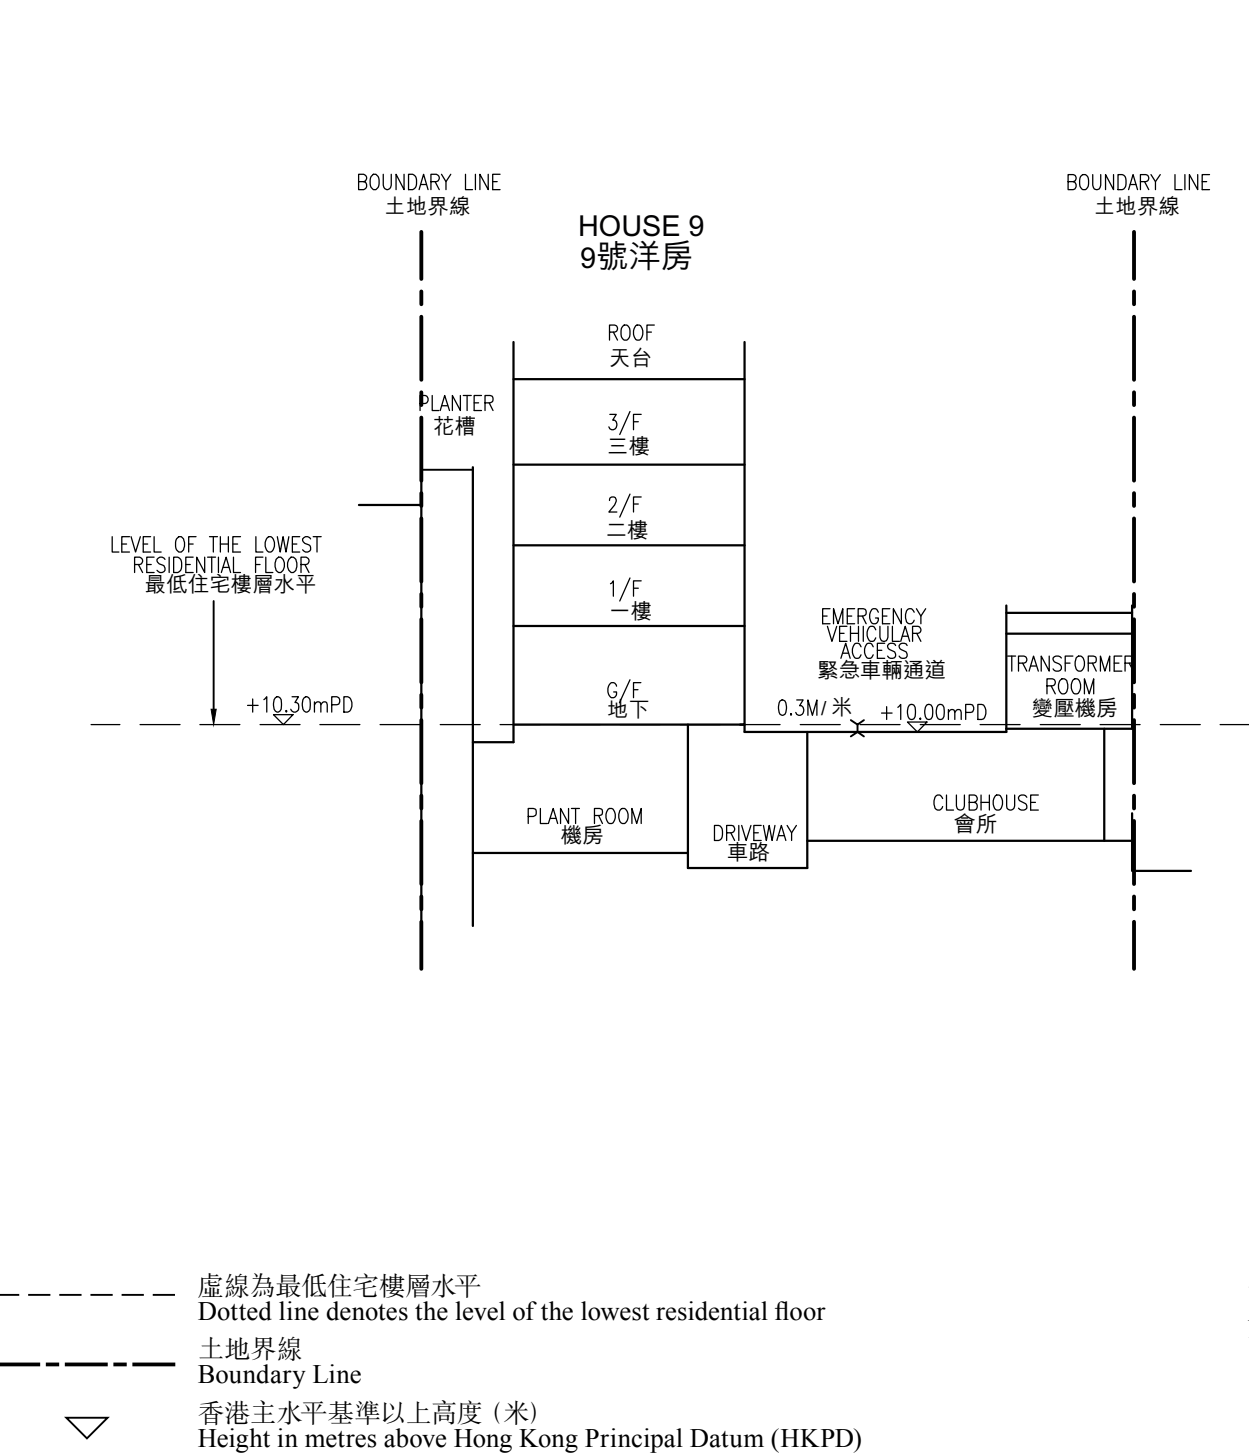 BOUNDARY LINE
土地界線
BOUNDARY LINE
土地界線
HOUSE 9
9號洋房
ROOF
天台
PLANTER
花槽
3/F
三樓
2/F
二樓
LEVEL OF THE LOWEST
RESIDENTIAL FLOOR
最低住宅樓層水平
1/F
一樓
EMERGENCY
VEHICULAR
ACCESS
緊急車輛通道
TRANSFORMER
ROOM
變壓機房
G/F
地下
+10.30mPD
0.3M/米
+10.00mPD
PLANT ROOM
機房
DRIVEWAY
車路
CLUBHOUSE
會所
虛線為最低住宅樓層水平
Dotted line denotes the level of the lowest residential floor
土地界線
Boundary Line
香港主水平基準以上高度（米）
Height in metres above Hong Kong Principal Datum (HKPD)